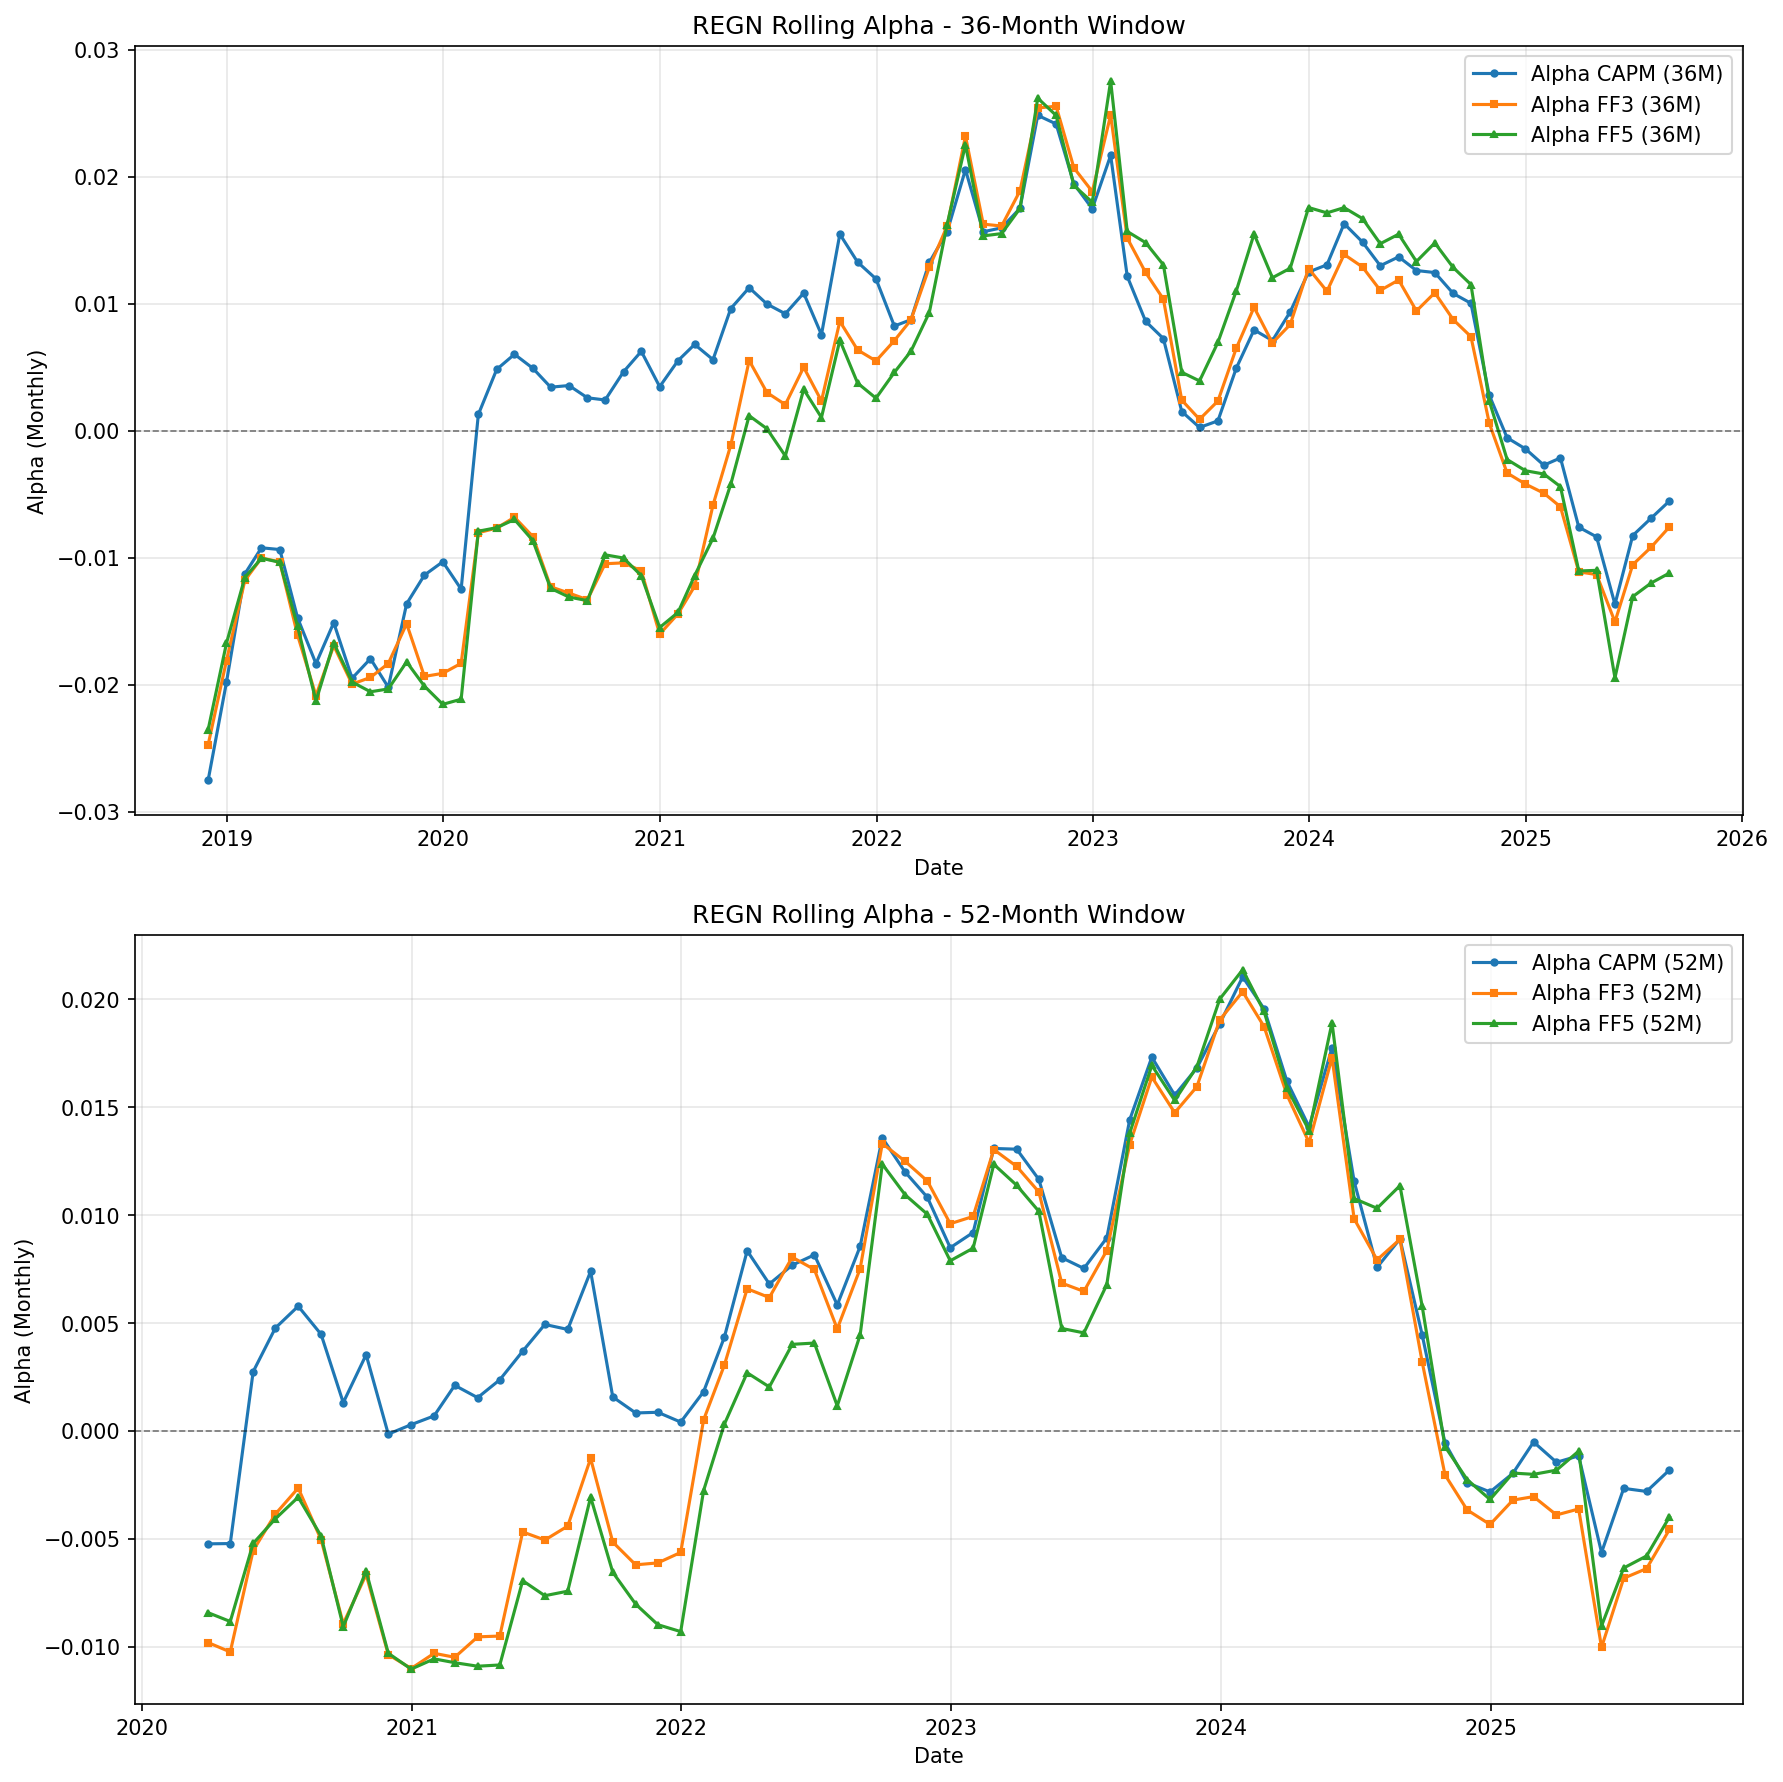 REGN Rolling Alpha - 36-Month Window
Alpha CAPM (36M)
Alpha FF3 (36M)
Alpha FF5 (36M)
Alpha (Monthly)
0.03
0.02
0.01
0.00
−0.01
−0.02
−0.03
2019 2020 2021 2022 2023 2024 2025 2026
Date
REGN Rolling Alpha - 52-Month Window
Alpha CAPM (52M)
Alpha FF3 (52M)
Alpha FF5 (52M)
Alpha (Monthly)
0.020
0.015
0.010
0.005
0.000
−0.005
−0.010
2020 2021 2022 2023 2024 2025
Date